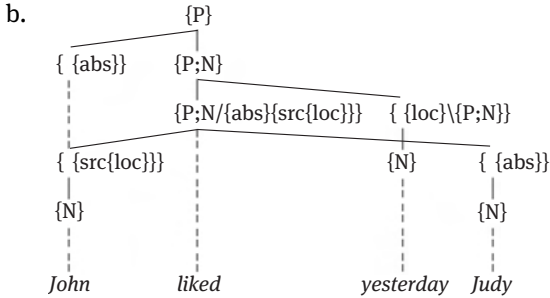 b. {P}
{ {abs}} {P;N}
{P;N/{abs}{src{loc}}} { {loc}\{P;N}}
{ {src{loc}}} {N} { {abs}}
{N} {N}
John liked yesterday Judy